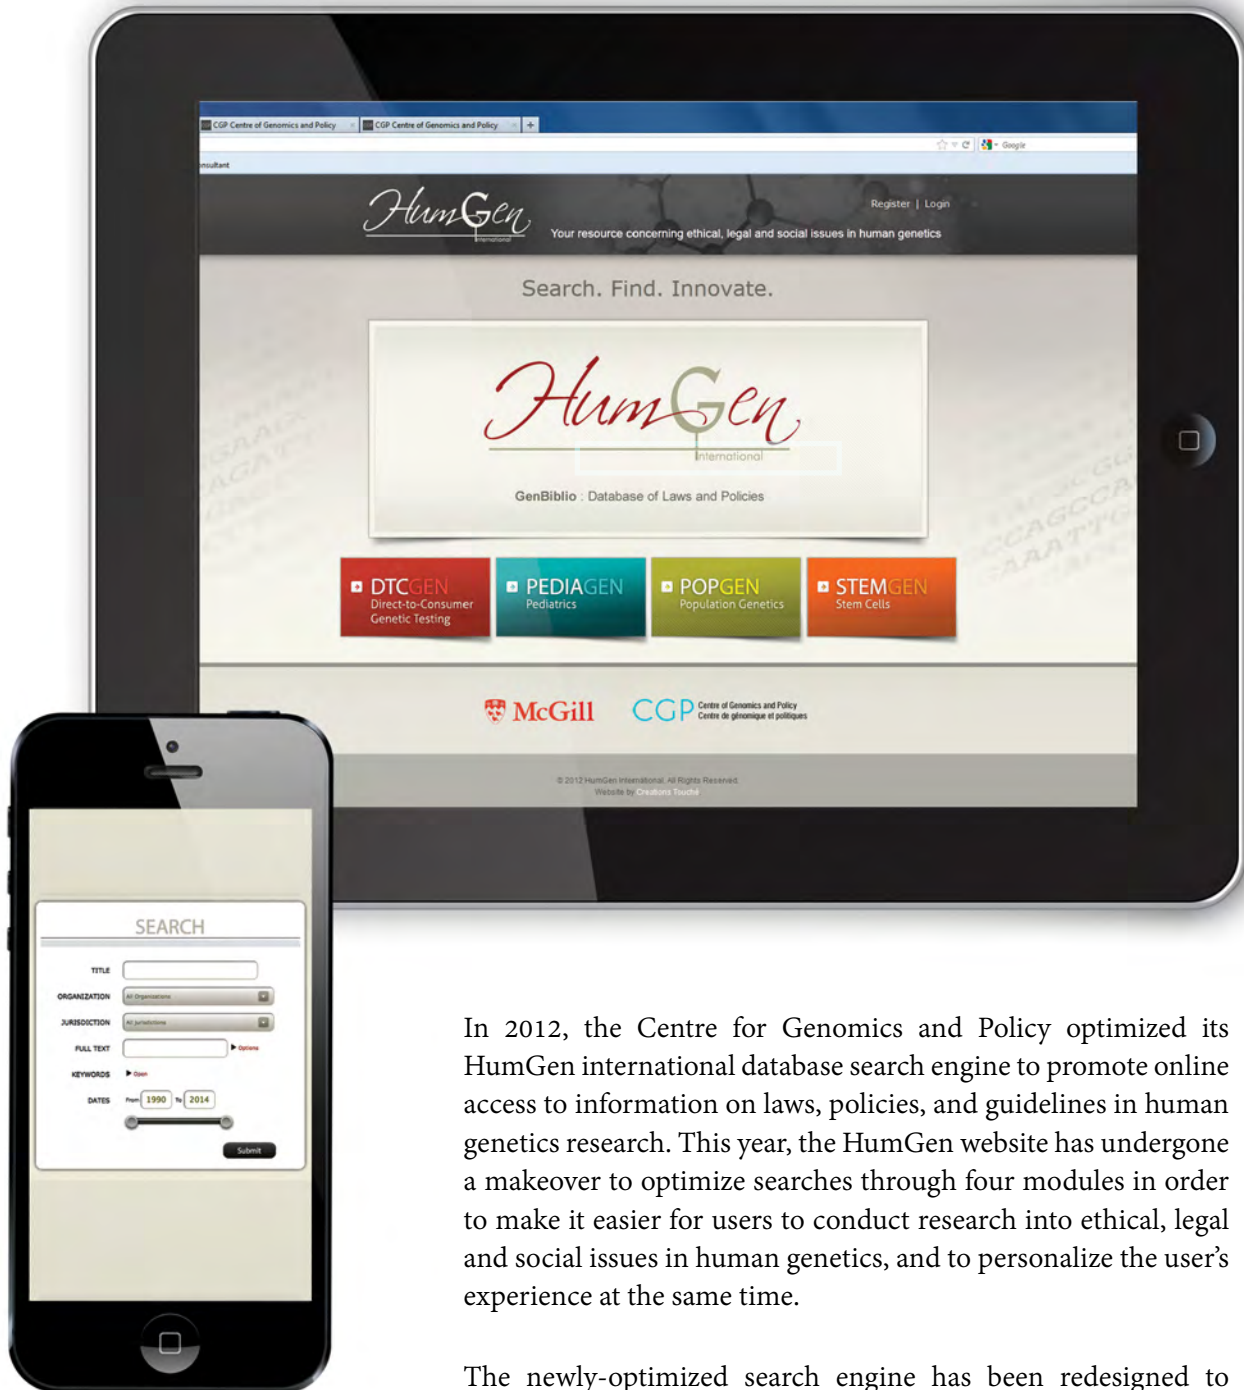 CGP Centre of Genomics and Policy
CGP Centre of Genomics and Policy
Google
onsultant
HumGen
International
Register | Login
Your resource concerning ethical, legal and social issues in human genetics
Search. Find. Innovate.
HumGen
international
GenBiblio : Database of Laws and Policies
DTCGEN
Direct-to-Consumer
Genetic Testing
PEDIAGEN
Pediatrics
POPGEN
Population Genetics
STEMGEN
Stem Cells
McGill
CGP Centre of Genomics and Policy
Centre de génomique et politiques
© 2012 HumGen International. All Rights Reserved.
Website by Creations Touché
SEARCH
TITLE
ORGANIZATION All Organizations
JURISDICTION All Jurisdictions
FULL TEXT Options
KEYWORDS Open
DATES From 1990 To 2014
Submit
In 2012, the Centre for Genomics and Policy optimized its
HumGen international database search engine to promote online
access to information on laws, policies, and guidelines in human
genetics research. This year, the HumGen website has undergone
a makeover to optimize searches through four modules in order
to make it easier for users to conduct research into ethical, legal
and social issues in human genetics, and to personalize the user’s
experience at the same time.
The newly-optimized search engine has been redesigned to